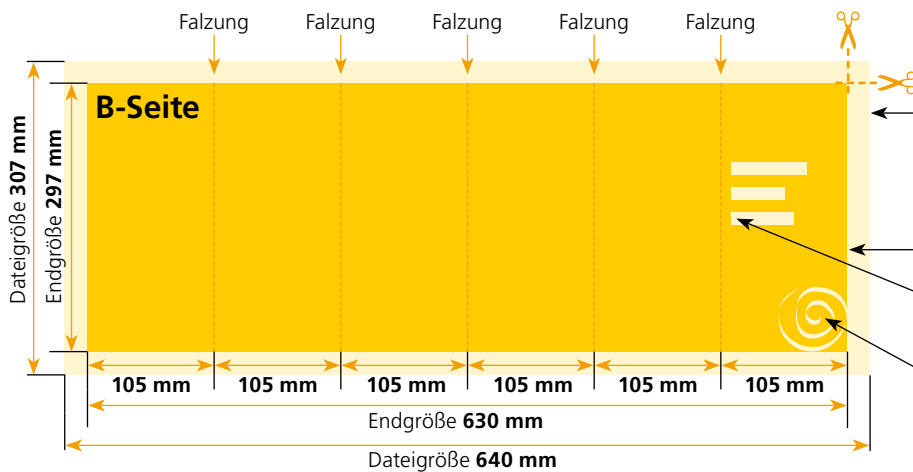 Falzung Falzung Falzung Falzung Falzung
B-Seite
Dateigröße 307 mm
Endgröße 297 mm
105 mm 105 mm 105 mm 105 mm 105 mm 105 mm
Endgröße 630 mm
Dateigröße 640 mm